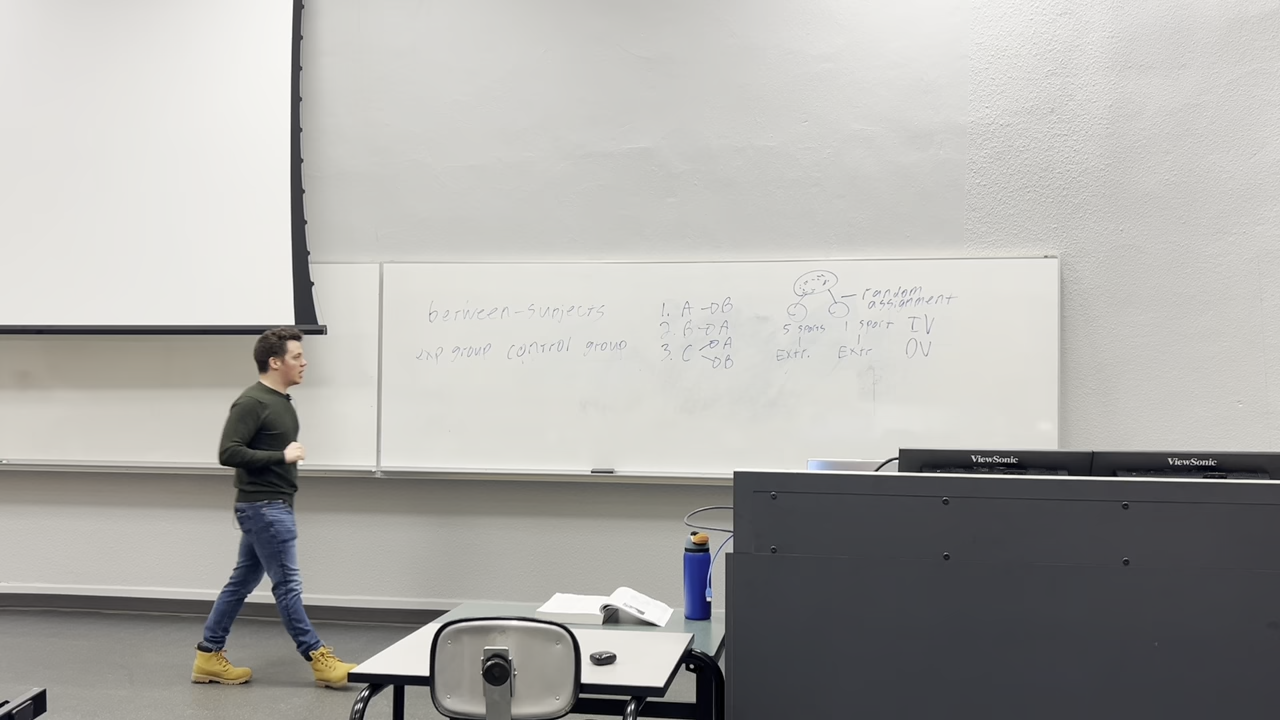 between-sunjects
exp group control group
1. A → B
2. B → A
3. C → A
→ B
random
assignment
5 sports 1 sport IV
Extr. Extr DV
ViewSonic
ViewSonic